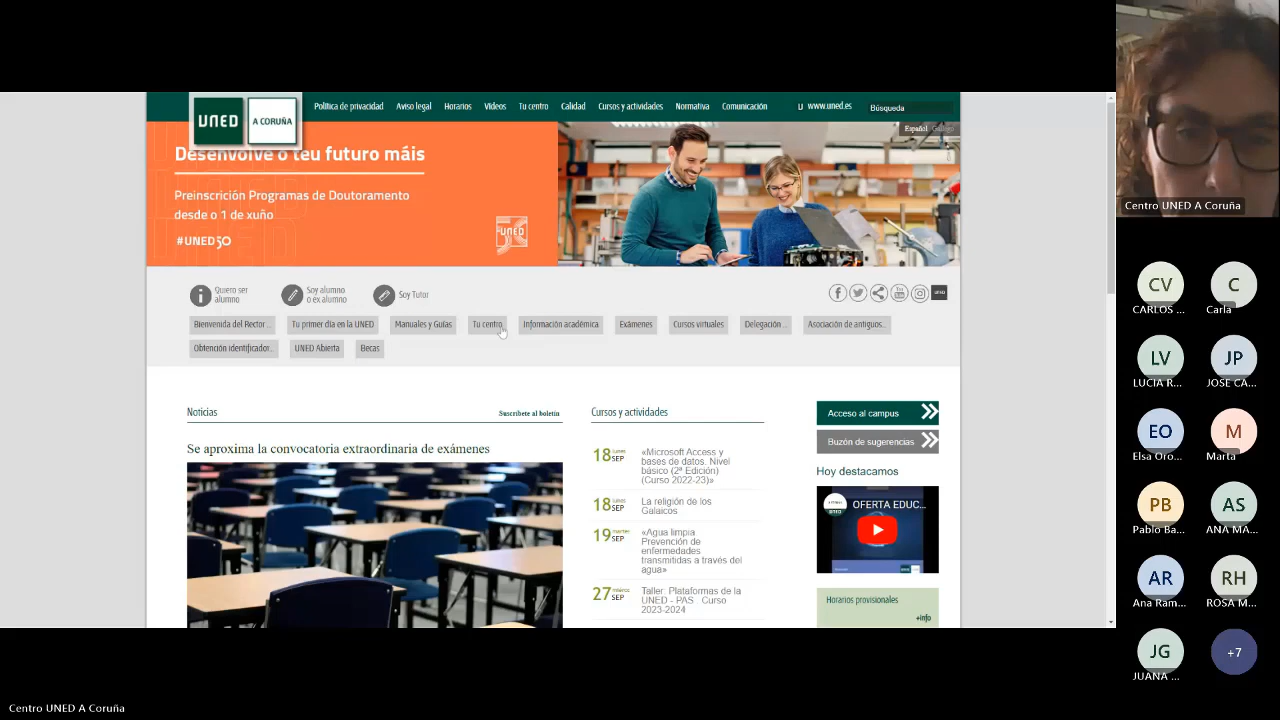 Política de privacidad
Aviso legal
Horarios
Vídeos
Tu centro
Calidad
Cursos y actividades
Normativa
Comunicación
www.uned.es
Búsqueda
UNED
A CORUÑA
Español
Gallego
Desenvolve o teu futuro máis
Preinscrición Programas de Doutoramento
desde o 1 de xuño
#UNED50
UNED
Quiero ser
alumno
Soy alumno
o ex alumno
Soy Tutor
Bienvenida del Rector ..
Tu primer día en la UNED
Manuales y Guías
Tu centro
Información académica
Exámenes
Cursos virtuales
Delegación ..
Asociación de antiguos..
Obtención identificador..
UNED Abierta
Becas
Noticias
Suscríbete al boletín
Se aproxima la convocatoria extraordinaria de exámenes
Cursos y actividades
18 lunes SEP
«Microsoft Access y
bases de datos. Nivel
básico (2ª Edición)
(Curso 2022-23)»
18 lunes SEP
La religión de los
Galaicos
19 martes SEP
«Agua limpia
Prevención de
enfermedades
transmitidas a través del
agua»
27 SEP
Taller: Plataformas de la
UNED - PAS Curso
2023-2024
Acceso al campus
Buzón de sugerencias
Hoy destacamos
OFERTA EDUC...
Horarios provisionales
+info
Centro UNED A Coruña
CV
CARLOS ...
C
Carla
LV
LUCIA R...
JP
JOSE CA...
EO
Elsa Oro...
M
Marta
PB
Pablo Ba...
AS
ANA MA...
AR
Ana Ram...
RH
ROSA M...
JG
JUANA ...
+7
Centro UNED A Coruña